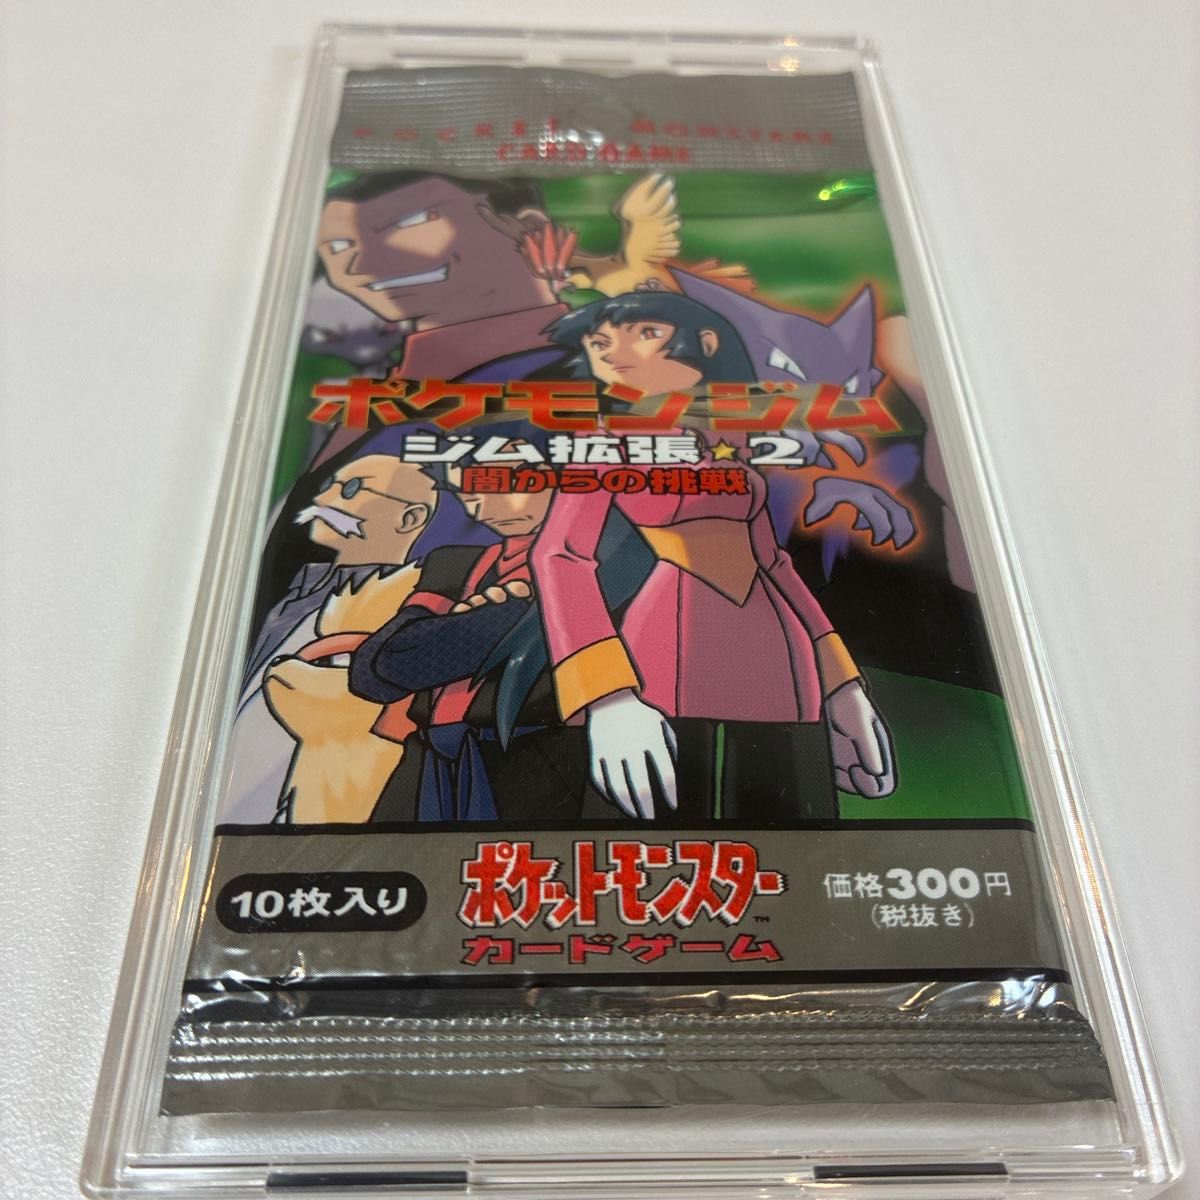 POCKET MONSTERS
CARD GAME
ポケモンジム
ジム拡張★2
闇からの挑戦
10枚入り
ポケットモンスター
TM
カードゲーム
価格300円
(税抜き)